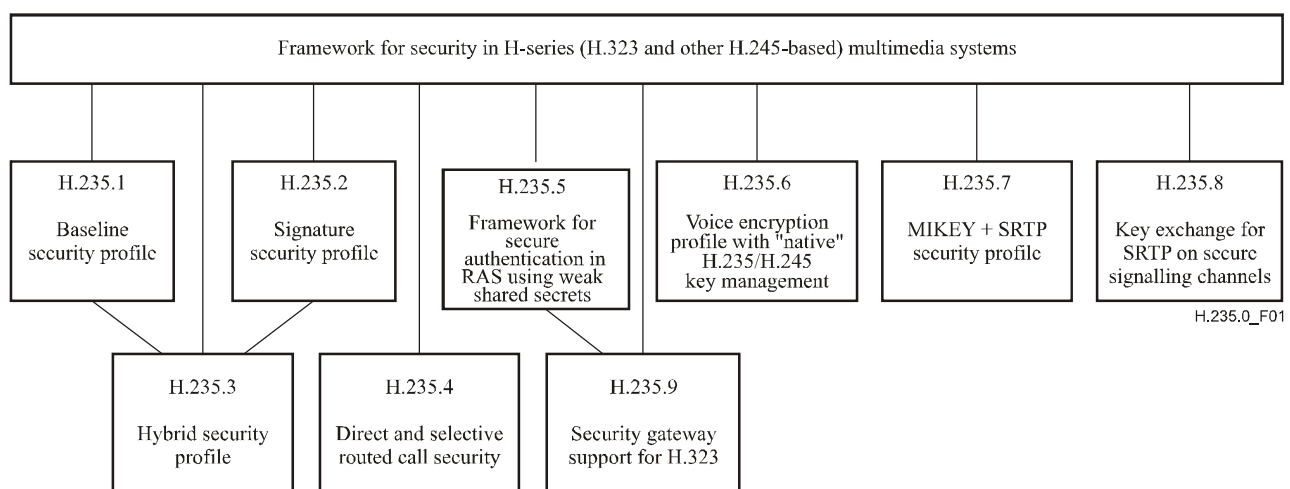 Framework for security in H-series (H.323 and other H.245-based) multimedia systems
H.235.1
Baseline
security profile
H.235.2
Signature
security profile
H.235.5
Framework for
secure
authentication in
RAS using weak
shared secrets
H.235.6
Voice encryption
profile with "native"
H.235/H.245
key management
H.235.7
MIKEY + SRTP
security profile
H.235.8
Key exchange for
SRTP on secure
signalling channels
H.235.0_F01
H.235.3
Hybrid security
profile
H.235.4
Direct and selective
routed call security
H.235.9
Security gateway
support for H.323